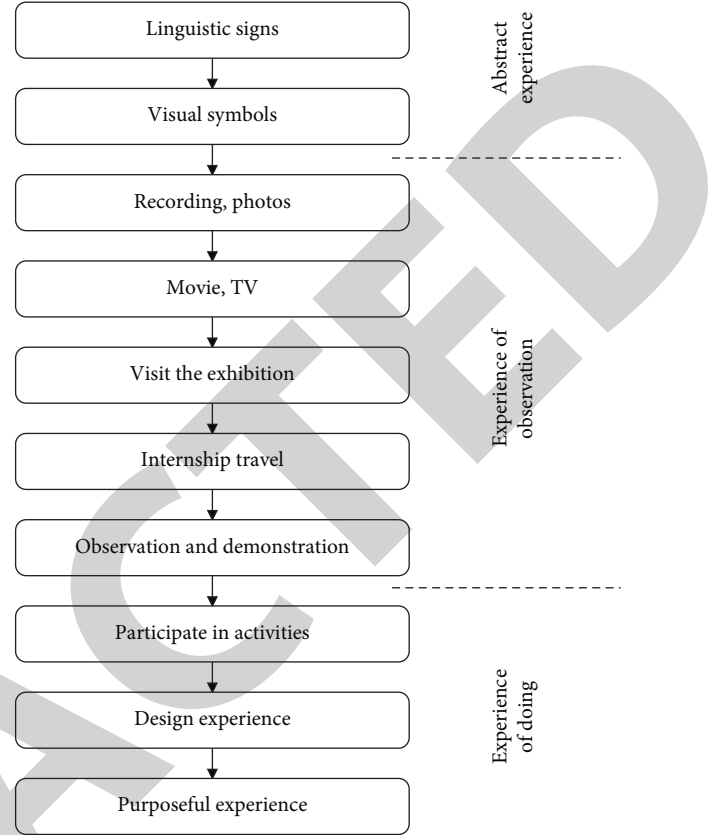 Linguistic signs
Visual symbols
Recording, photos
Movie, TV
Visit the exhibition
Internship travel
Observation and demonstration
Participate in activities
Design experience
Purposeful experience
Abstract
experience
Experience of
observation
Experience
of doing
ACTED